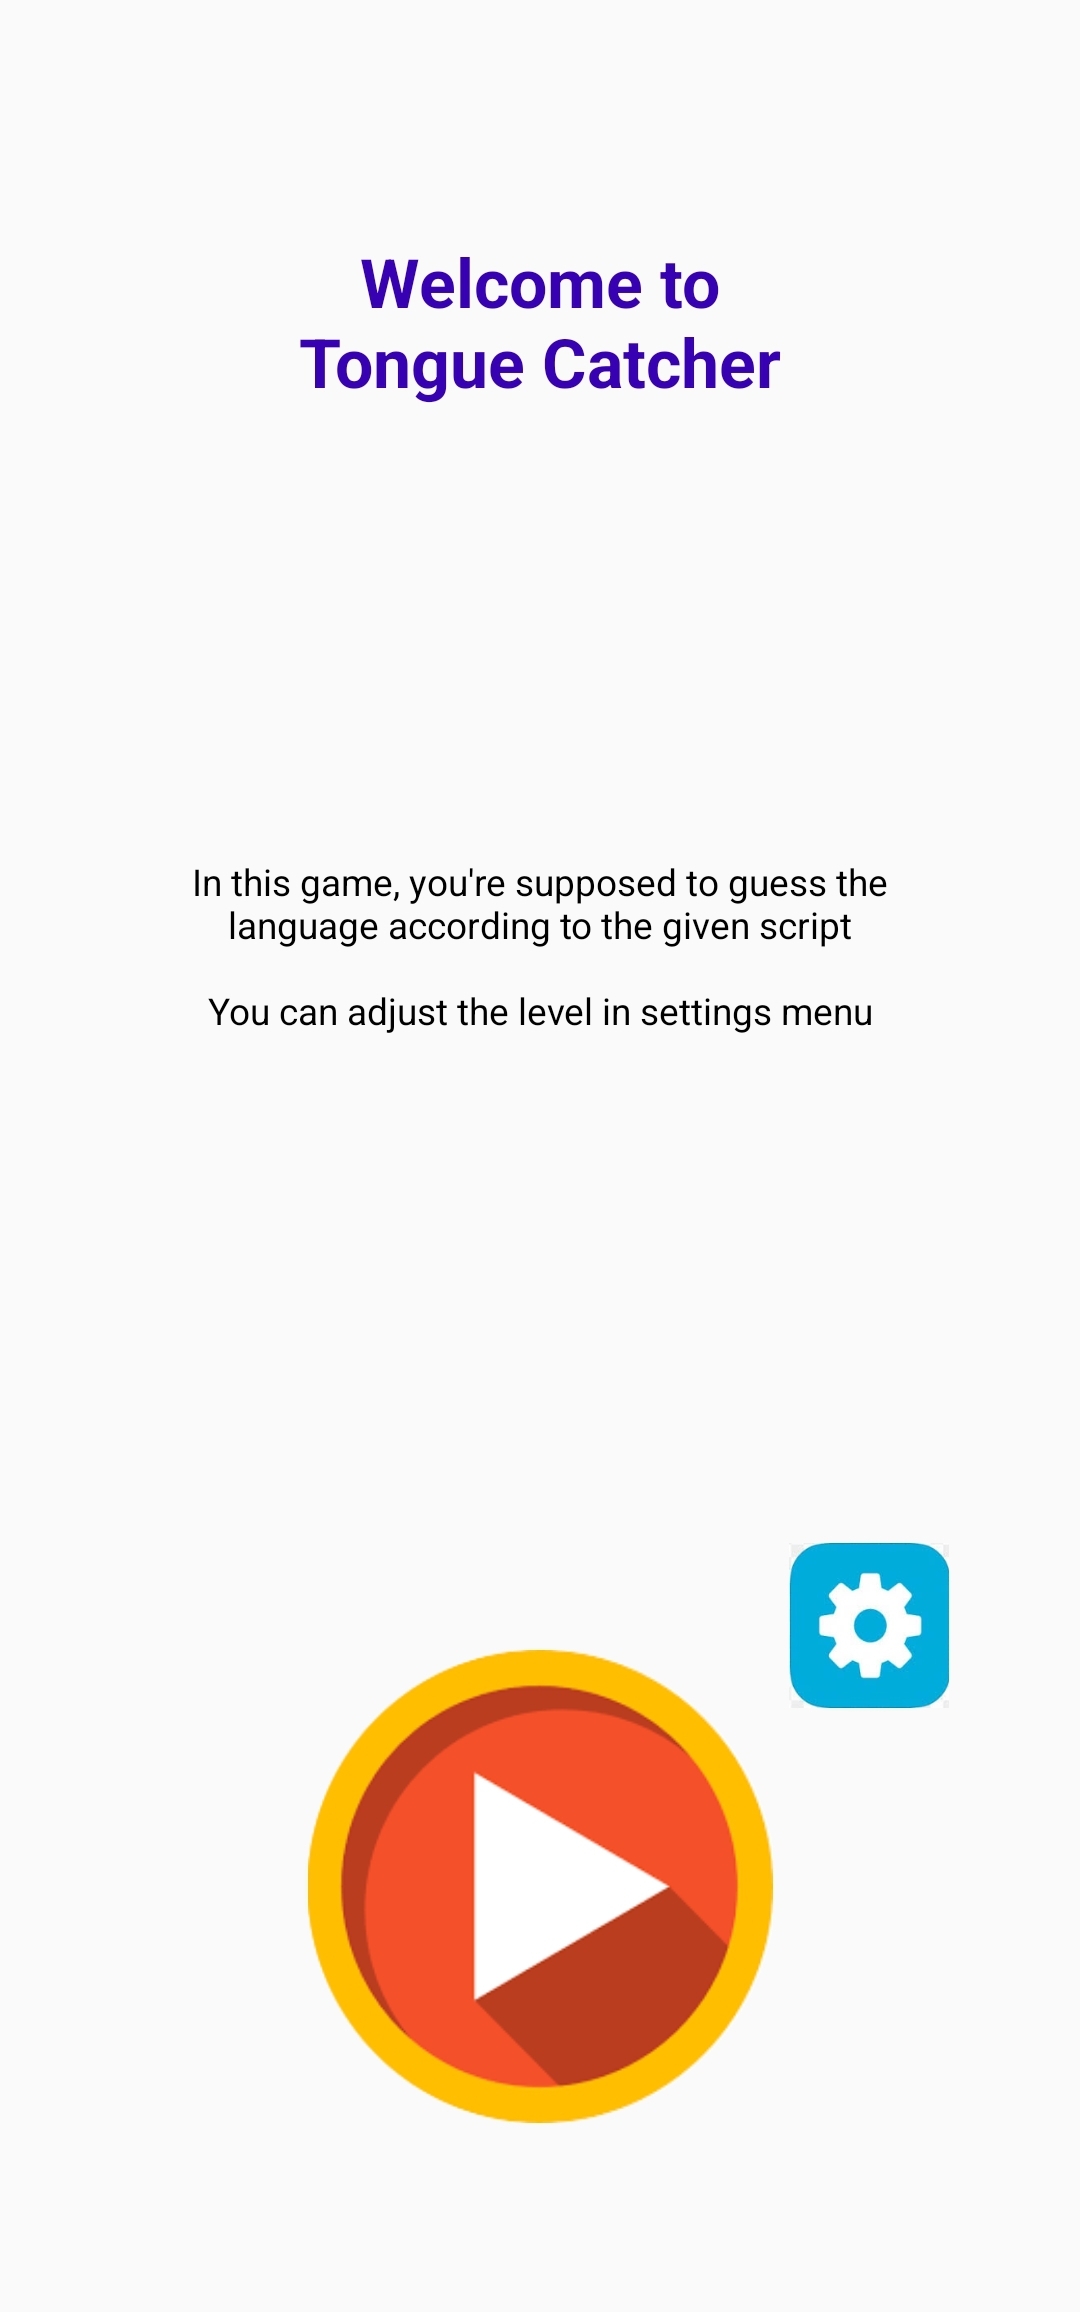 Welcome to
Tongue Catcher
In this game, you're supposed to guess the
language according to the given script
You can adjust the level in settings menu